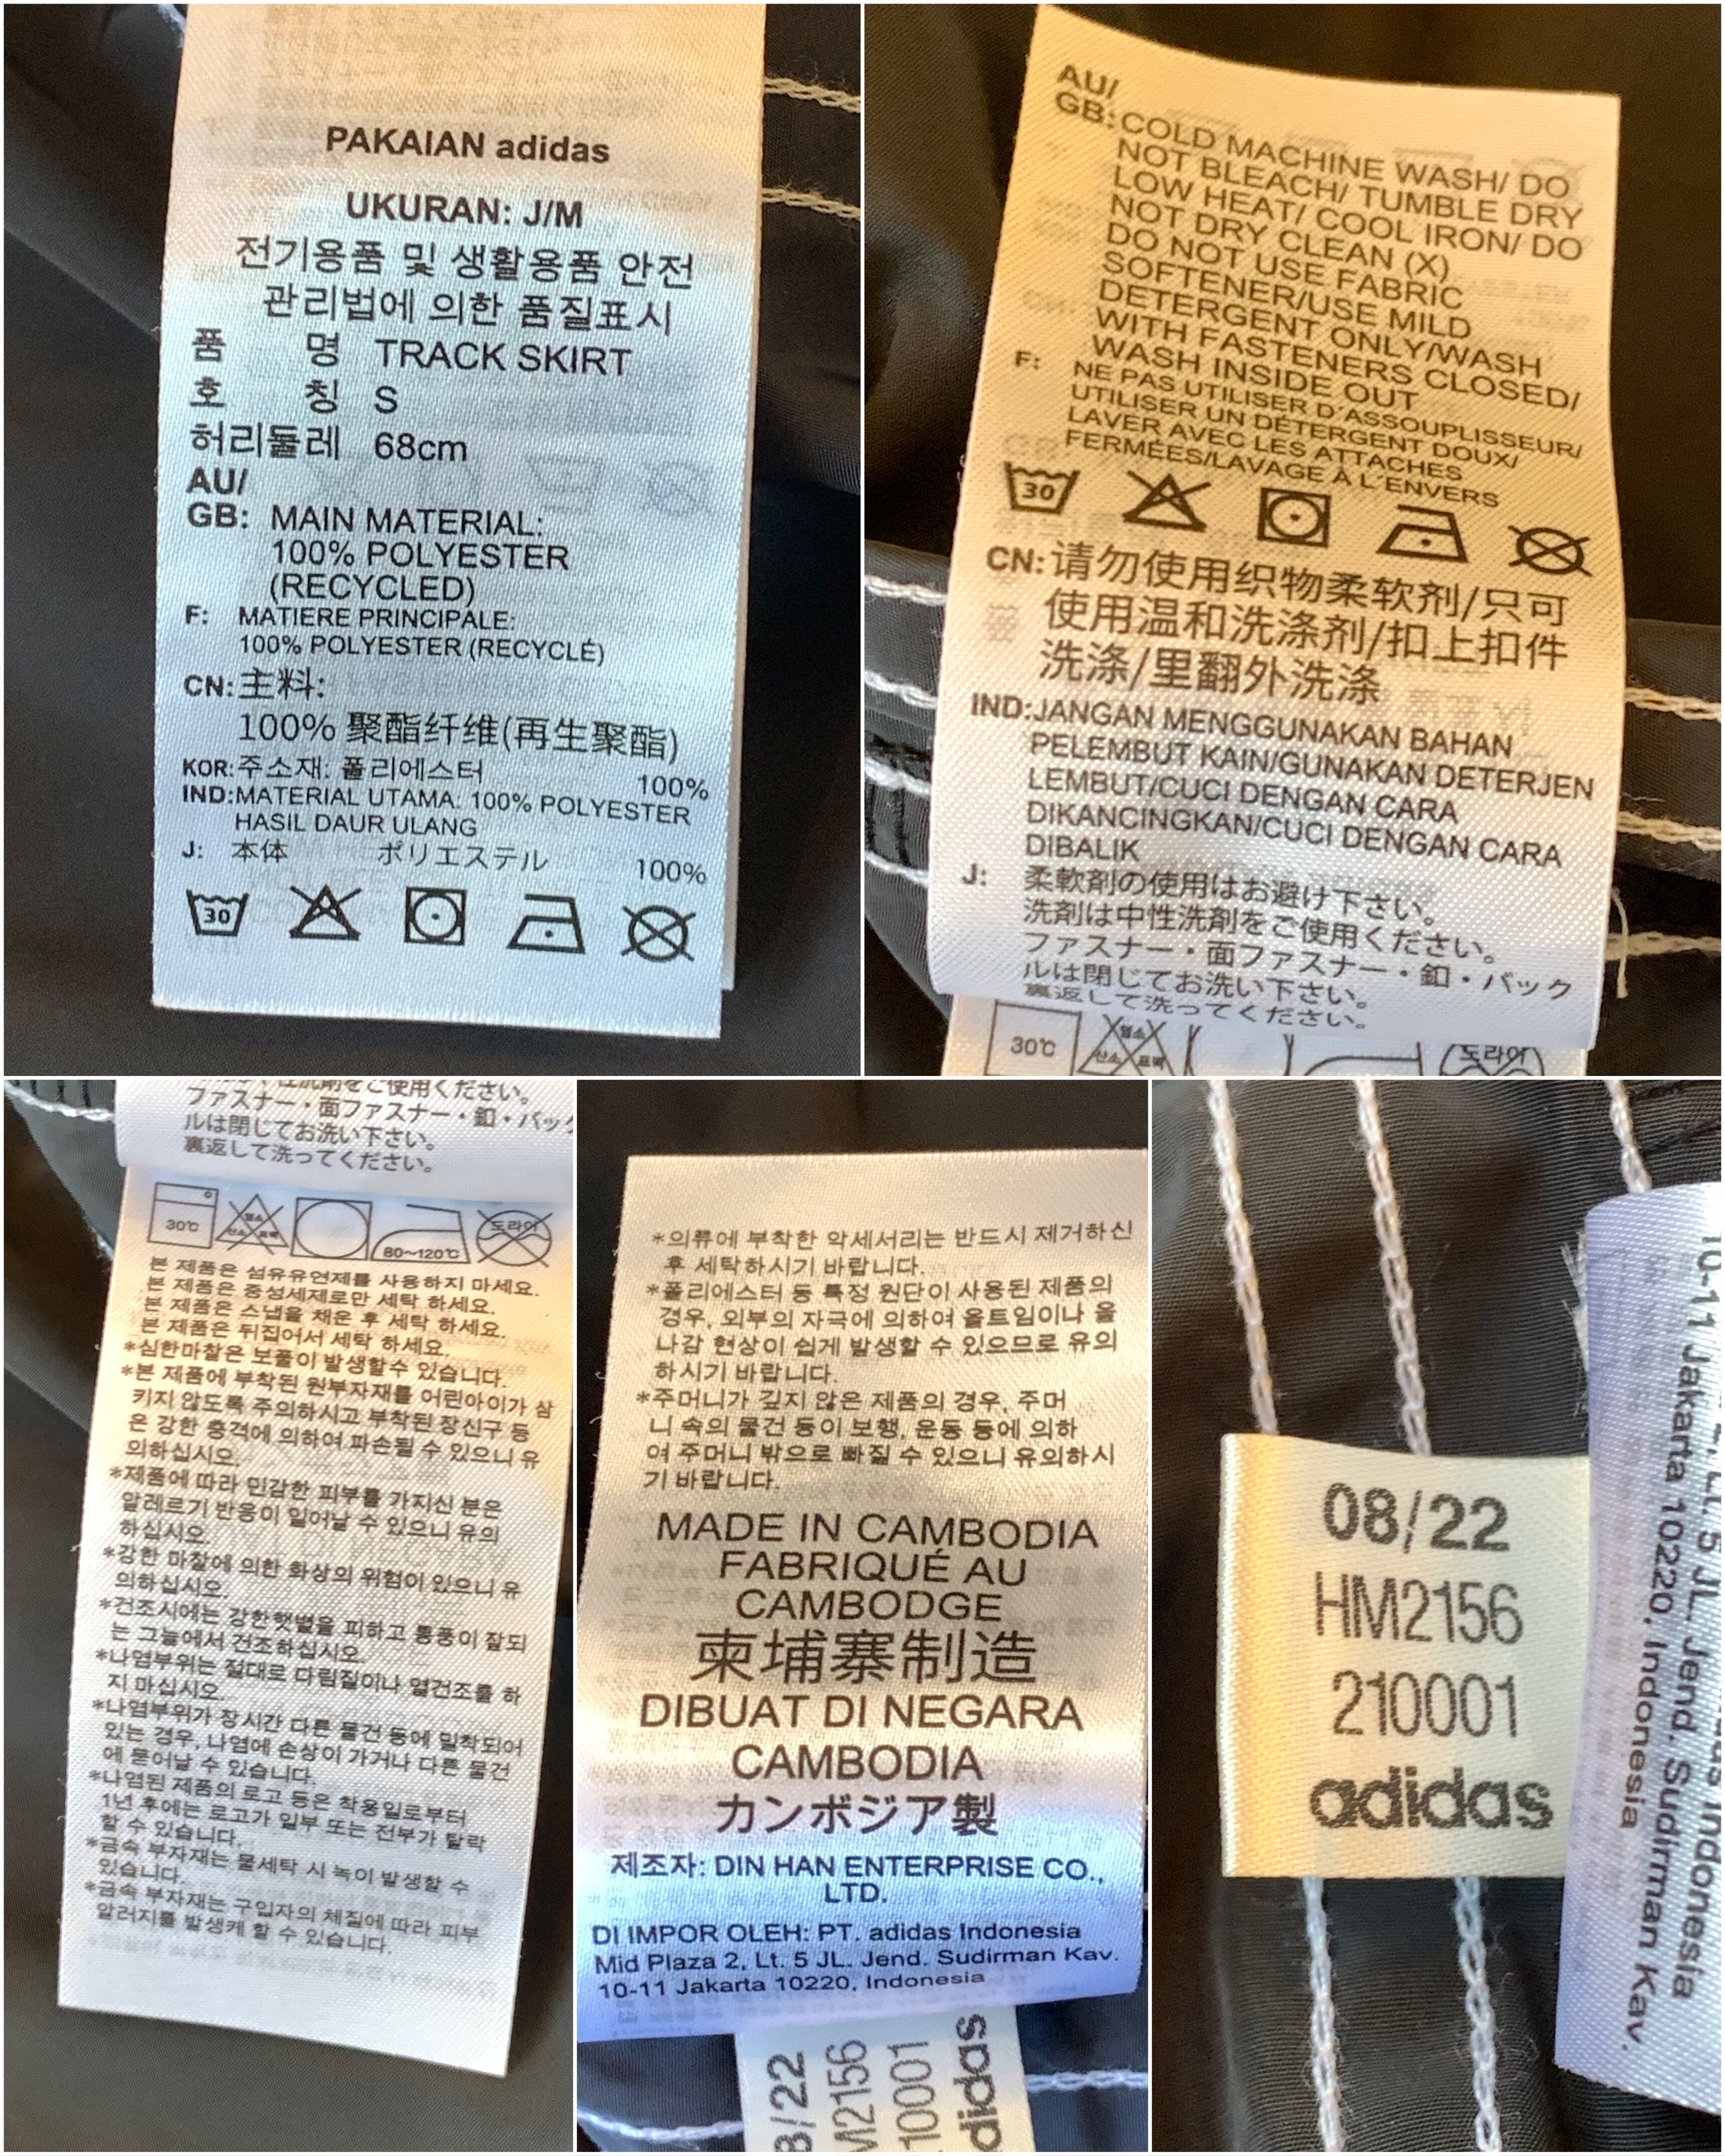 PAKAIAN adidas
UKURAN: J/M
전기용품 및 생활용품 안전
관리법에 의한 품질표시
품 명 TRACK SKIRT
호 칭 S
허리둘레 68cm
AU/
GB: MAIN MATERIAL:
100% POLYESTER
(RECYCLED)
F: MATIERE PRINCIPALE:
100% POLYESTER (RECYCLÉ)
CN: 主料:
100% 聚酯纤维(再生聚酯)
KOR: 주소재: 폴리에스터 100%
IND: MATERIAL UTAMA: 100% POLYESTER
HASIL DAUR ULANG
J: 本体 ポリエステル 100%
30
AU/
GB: COLD MACHINE WASH/ DO
NOT BLEACH/ TUMBLE DRY
LOW HEAT/ COOL IRON/ DO
NOT DRY CLEAN (X)
DO NOT USE FABRIC
SOFTENER/USE MILD
DETERGENT ONLY/WASH
WITH FASTENERS CLOSED/
WASH INSIDE OUT
F: NE PAS UTILISER D'ASSOUPLISSEUR/
UTILISER UN DÉTERGENT DOUX/
LAVER AVEC LES ATTACHES
FERMÉES/LAVAGE À L'ENVERS
30
CN: 请勿使用织物柔软剂/只可
使用温和洗涤剂/扣上扣件
洗涤/里翻外洗涤
IND: JANGAN MENGGUNAKAN BAHAN
PELEMBUT KAIN/GUNAKAN DETERJEN
LEMBUT/CUCI DENGAN CARA
DIKANCINGKAN/CUCI DENGAN CARA
DIBALIK
J: 柔軟剤の使用はお避け下さい。
洗剤は中性洗剤をご使用ください。
ファスナー・面ファスナー・釦・バック
ルは閉じてお洗い下さい。
裏返して洗ってください。
30℃ 염소 산소 표백 드라이
をご使用ください。
ファスナー・面ファスナー・釦・バック
ルは閉じてお洗い下さい。
裏返して洗ってください。
30℃ 염소 산소 표백 80~120℃ 드라이
본 제품은 섬유유연제를 사용하지 마세요.
본 제품은 중성세제로만 세탁 하세요.
본 제품은 스냅을 채운 후 세탁 하세요.
본 제품은 뒤집어서 세탁 하세요.
*심한마찰은 보풀이 발생할수 있습니다.
*본 제품에 부착된 원부자재를 어린아이가 삼
키지 않도록 주의하시고 부착된 장신구 등
은 강한 충격에 의하여 파손될 수 있으니 유
의하십시오.
*제품에 따라 민감한 피부를 가지신 분은
알레르기 반응이 일어날 수 있으니 유의
하십시오.
*강한 마찰에 의한 화상의 위험이 있으니 유
의하십시오.
*건조시에는 강한햇볕을 피하고 통풍이 잘되
는 그늘에서 건조하십시오.
*나염부위는 절대로 다림질이나 열건조를 하
지 마십시오.
*나염부위가 장시간 다른 물건 등에 밀착되어
있는 경우, 나염에 손상이 가거나 다른 물건
에 묻어날 수 있습니다.
*나염된 제품의 로고 등은 착용일로부터
1년 후에는 로고가 일부 또는 전부가 탈락
할 수 있습니다.
*금속 부자재는 물세탁 시 녹이 발생할 수
있습니다.
*금속 부자재는 구입자의 체질에 따라 피부
알러지를 발생케 할 수 있습니다.
*의류에 부착한 악세서리는 반드시 제거하신
후 세탁하시기 바랍니다.
*폴리에스터 등 특정 원단이 사용된 제품의
경우, 외부의 자극에 의하여 올트임이나 올
나감 현상이 쉽게 발생할 수 있으므로 유의
하시기 바랍니다.
*주머니가 깊지 않은 제품의 경우, 주머
니 속의 물건 등이 보행, 운동 등에 의하
여 주머니 밖으로 빠질 수 있으니 유의하시
기 바랍니다.
MADE IN CAMBODIA
FABRIQUÉ AU
CAMBODGE
柬埔寨制造
DIBUAT DI NEGARA
CAMBODIA
カンボジア製
제조자: DIN HAN ENTERPRISE CO.,
LTD.
DI IMPOR OLEH: PT. adidas Indonesia
Mid Plaza 2, Lt. 5 JL. Jend. Sudirman Kav.
10-11 Jakarta 10220, Indonesia
8/22
M2156
10001
adidas
08/22
HM2156
210001
adidas
Indonesia
Lt. 5 JL. Jend. Sudirman Kav.
10-11 Jakarta 10220, Indonesia